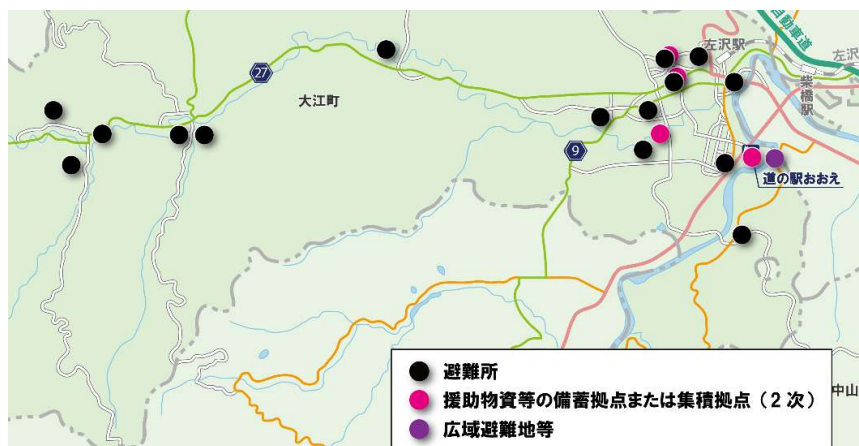 自動車道
左沢駅
左沢
27
柴橋駅
大江町
9
道の駅おおえ
避難所
援助物資等の備蓄拠点または集積拠点（２次）
広域避難地等
中山